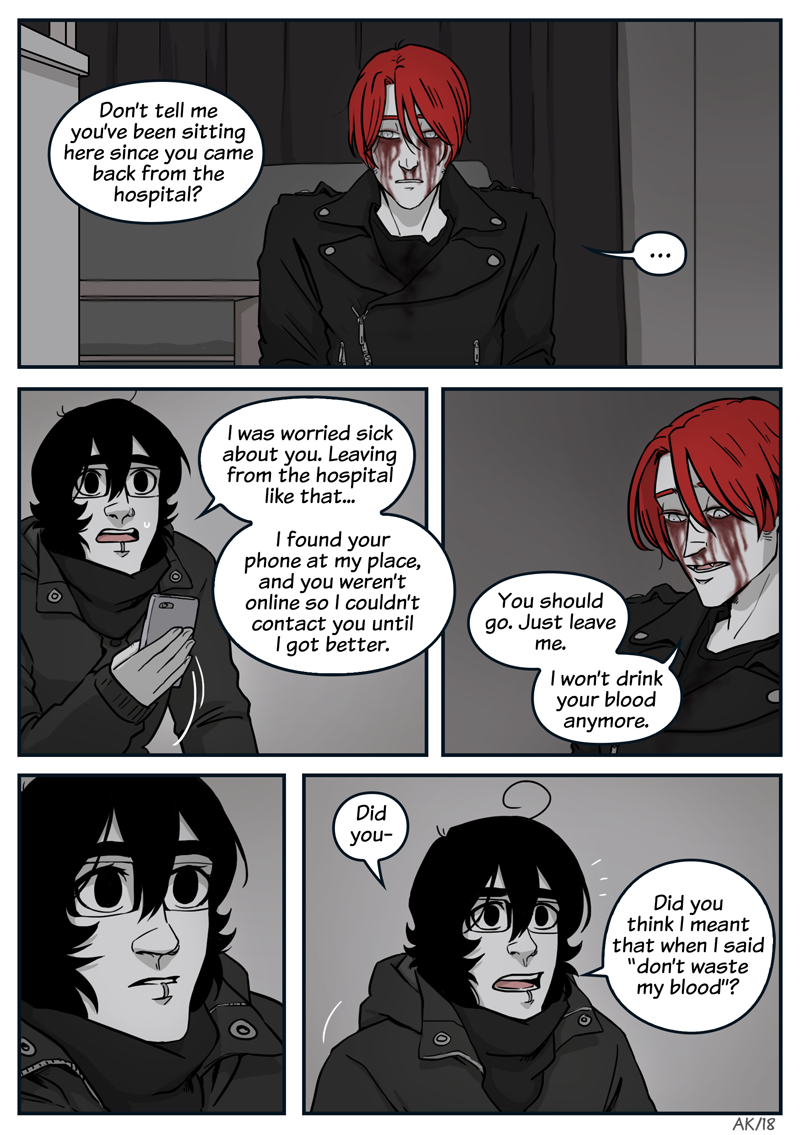 Don't tell me
you've been sitting
here since you came
back from the
hospital?
...
I was worried sick
about you. Leaving
from the hospital
like that...
I found your
phone at my place,
and you weren't
online so I couldn't
contact you until
I got better.
You should
go. Just leave
me.
I won't drink
your blood
anymore.
Did
you-
Did you
think I meant
that when I said
"don't waste
my blood"?
AK/18